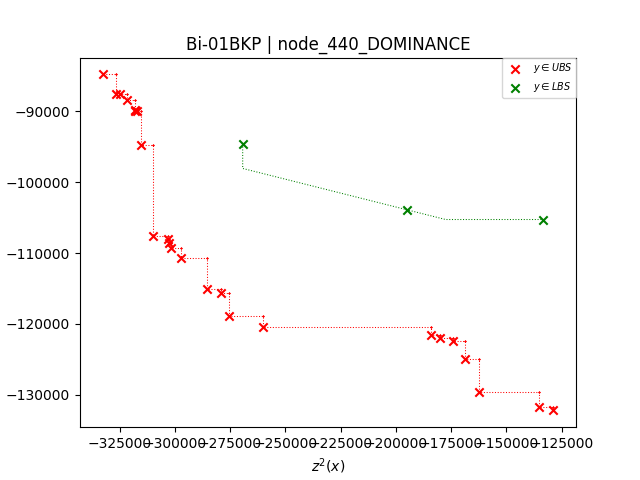 Bi-01BKP | node_440_DOMINANCE
y ∈ UBS
y ∈ LBS
−90000
−100000
−110000
−120000
−130000
−325000−300000−275000−250000−225000−200000−175000−150000−125000
z²(x)